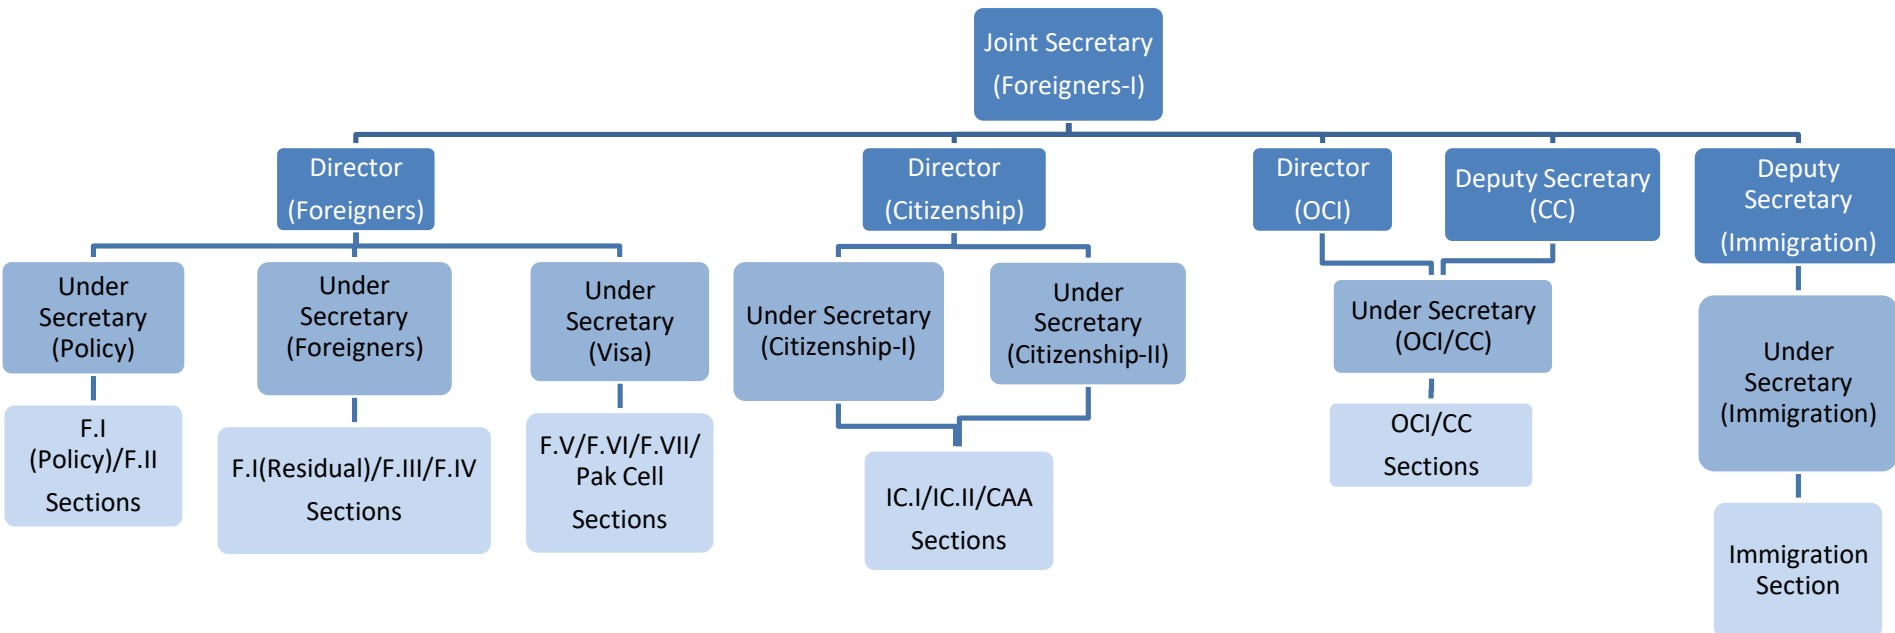 Joint Secretary
(Foreigners-I)
Director
(Foreigners)
Director
(Citizenship)
Director
(OCI)
Deputy Secretary
(CC)
Deputy
Secretary
(Immigration)
Under
Secretary
(Policy)
Under
Secretary
(Foreigners)
Under
Secretary
(Visa)
Under Secretary
(Citizenship-I)
Under
Secretary
(Citizenship-II)
Under Secretary
(OCI/CC)
Under
Secretary
(Immigration)
F.I
(Policy)/F.II
Sections
F.I(Residual)/F.III/F.IV
Sections
F.V/F.VI/F.VII/
Pak Cell
Sections
IC.I/IC.II/CAA
Sections
OCI/CC
Sections
Immigration
Section